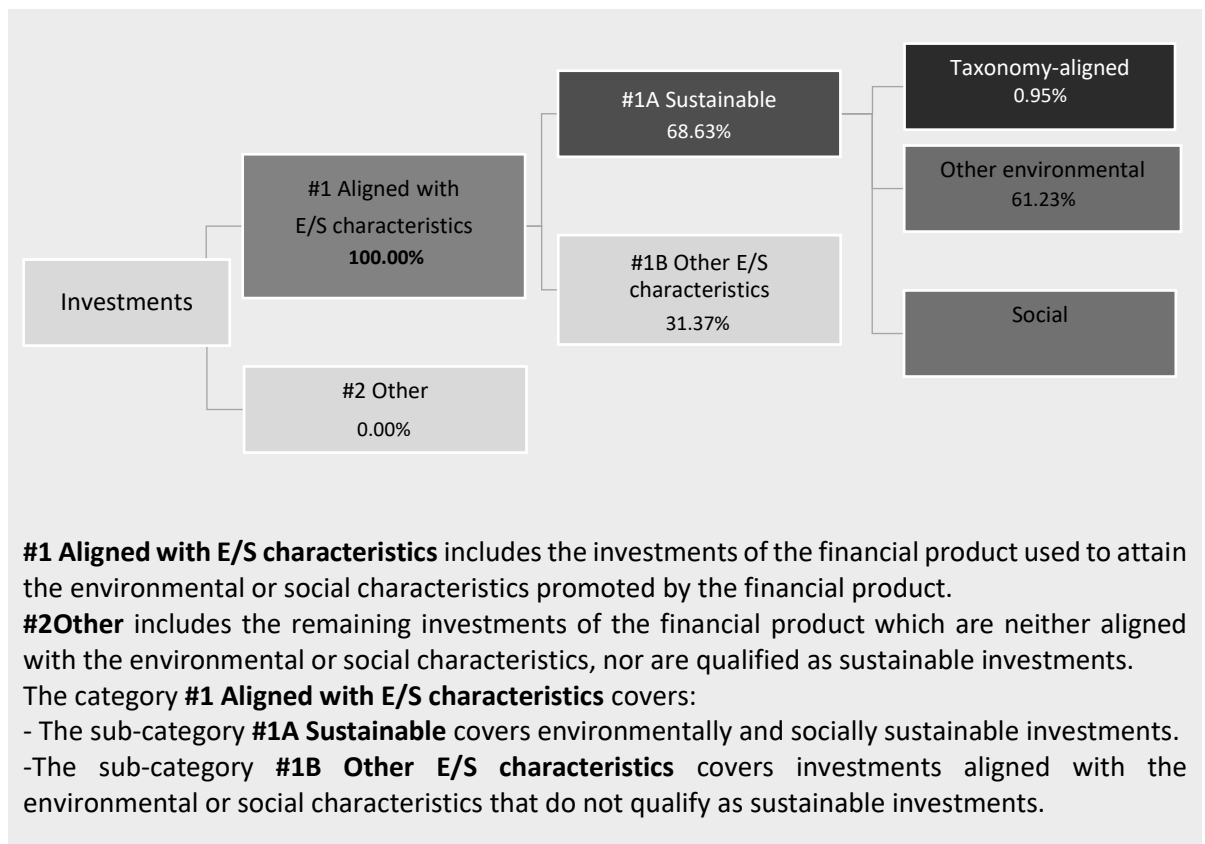 Investments
#1 Aligned with
E/S characteristics
100.00%
#2 Other
0.00%
#1A Sustainable
68.63%
#1B Other E/S
characteristics
31.37%
Taxonomy-aligned
0.95%
Other environmental
61.23%
Social
#1 Aligned with E/S characteristics includes the investments of the financial product used to attain
the environmental or social characteristics promoted by the financial product.
#2Other includes the remaining investments of the financial product which are neither aligned
with the environmental or social characteristics, nor are qualified as sustainable investments.
The category #1 Aligned with E/S characteristics covers:
- The sub-category #1A Sustainable covers environmentally and socially sustainable investments.
-The sub-category #1B Other E/S characteristics covers investments aligned with the
environmental or social characteristics that do not qualify as sustainable investments.